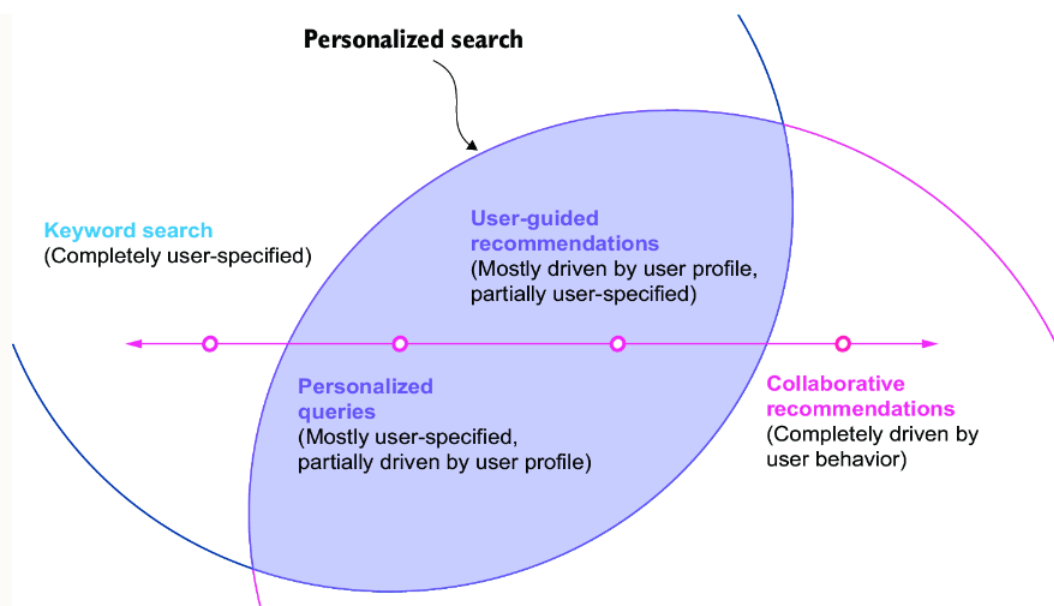 Personalized search
Keyword search
(Completely user-specified)
User-guided
recommendations
(Mostly driven by user profile,
partially user-specified)
Personalized
queries
(Mostly user-specified,
partially driven by user profile)
Collaborative
recommendations
(Completely driven by
user behavior)